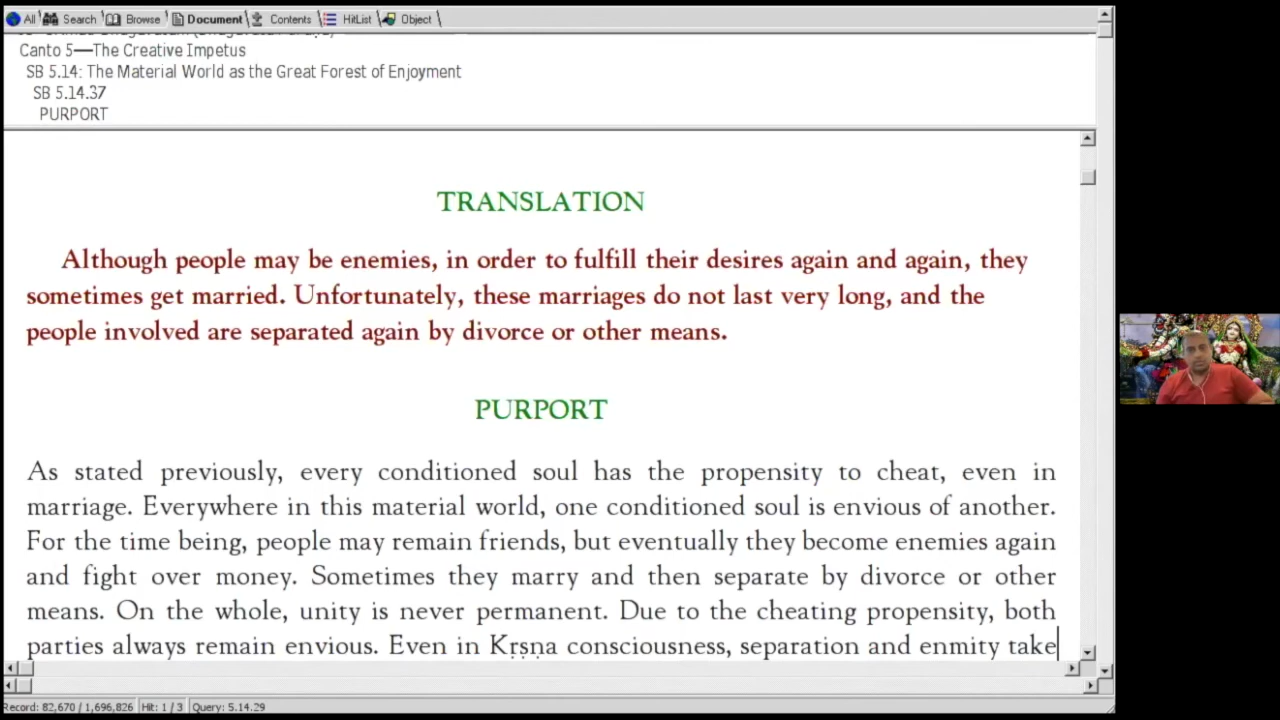 All Search Browse Document Contents HitList Object
Canto 5—The Creative Impetus
SB 5.14: The Material World as the Great Forest of Enjoyment
SB 5.14.37
PURPORT
TRANSLATION
Although people may be enemies, in order to fulfill their desires again and again, they
sometimes get married. Unfortunately, these marriages do not last very long, and the
people involved are separated again by divorce or other means.
PURPORT
As stated previously, every conditioned soul has the propensity to cheat, even in
marriage. Everywhere in this material world, one conditioned soul is envious of another.
For the time being, people may remain friends, but eventually they become enemies again
and fight over money. Sometimes they marry and then separate by divorce or other
means. On the whole, unity is never permanent. Due to the cheating propensity, both
parties always remain envious. Even in Kṛṣṇa consciousness, separation and enmity take
Record: 82,670 / 1,696,826 Hit: 1 / 3 Query: 5.14.29